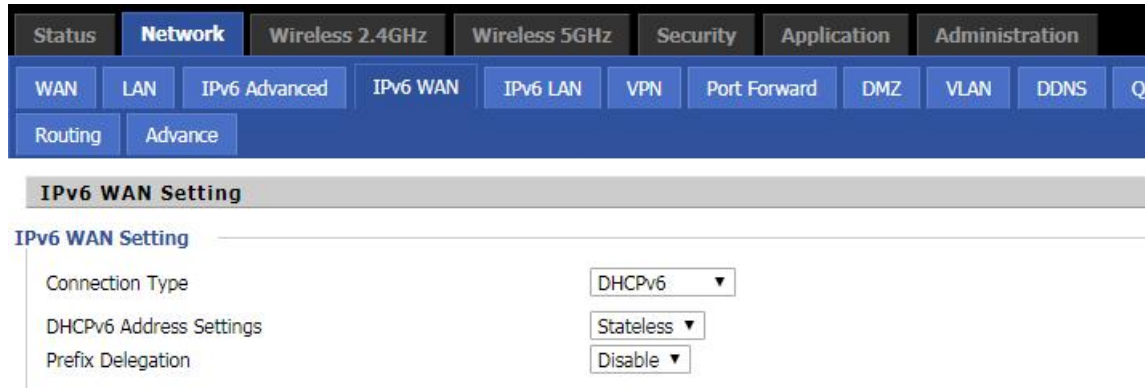 Status Network Wireless 2.4GHz Wireless 5GHz Security Application Administration
WAN LAN IPv6 Advanced IPv6 WAN IPv6 LAN VPN Port Forward DMZ VLAN DDNS Q
Routing Advance
IPv6 WAN Setting
IPv6 WAN Setting
Connection Type DHCPv6
DHCPv6 Address Settings Stateless
Prefix Delegation Disable